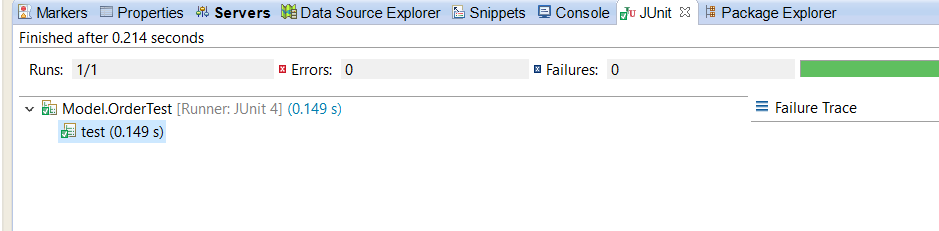 Markers Properties Servers Data Source Explorer Snippets Console JU JUnit Package Explorer
Finished after 0.214 seconds
Runs: 1/1 Errors: 0 Failures: 0
Model.OrderTest [Runner: JUnit 4] (0.149 s) Failure Trace
test (0.149 s)